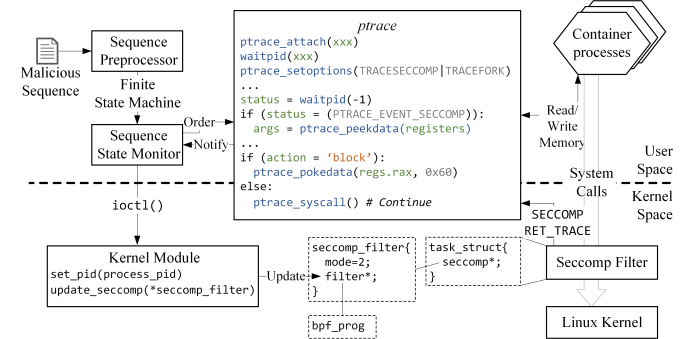 Malicious
Sequence
Sequence
Preprocessor
Finite
State Machine
Sequence
State Monitor
Order
Notify
ptrace
ptrace_attach(xxx)
waitpid(xxx)
ptrace_setoptions(TRACESECCOMP|TRACEFORK)
...
status = waitpid(-1)
if (status = (PTRACE_EVENT_SECCOMP)):
args = ptrace_peekdata(registers)
...
if (action = ‘block’):
ptrace_pokedata(regs.rax, 0x60)
else:
ptrace_syscall() # Continue
Container
processes
Read/
Write
Memory
User
Space
System
Calls
Kernel
Space
ioctl()
SECCOMP
RET_TRACE
Kernel Module
set_pid(process_pid)
update_seccomp(*seccomp_filter)
Update
seccomp_filter{
mode=2;
filter*;
}
bpf_prog
task_struct{
seccomp*;
}
Seccomp Filter
Linux Kernel